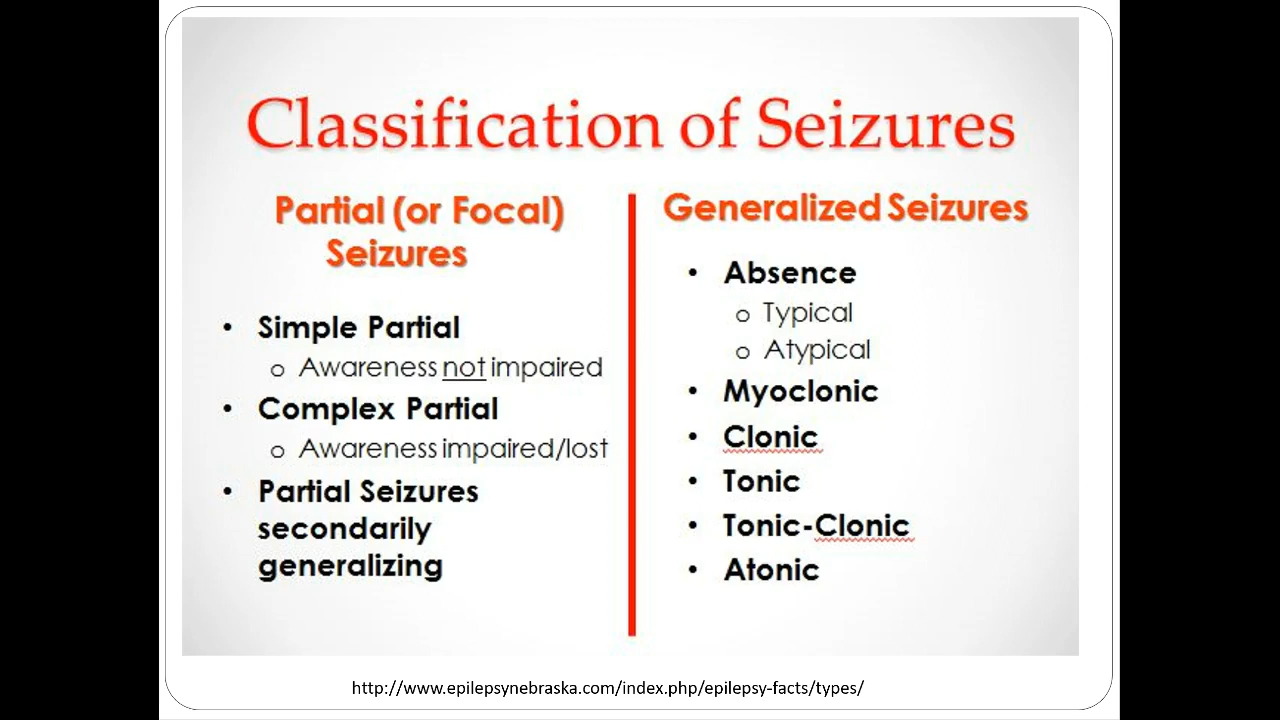 Classification of Seizures
Partial (or Focal)
Seizures
• Simple Partial
o Awareness not impaired
• Complex Partial
o Awareness impaired/lost
• Partial Seizures
secondarily
generalizing
Generalized Seizures
• Absence
o Typical
o Atypical
• Myoclonic
• Clonic
• Tonic
• Tonic-Clonic
• Atonic
http://www.epilepsynebraska.com/index.php/epilepsy-facts/types/